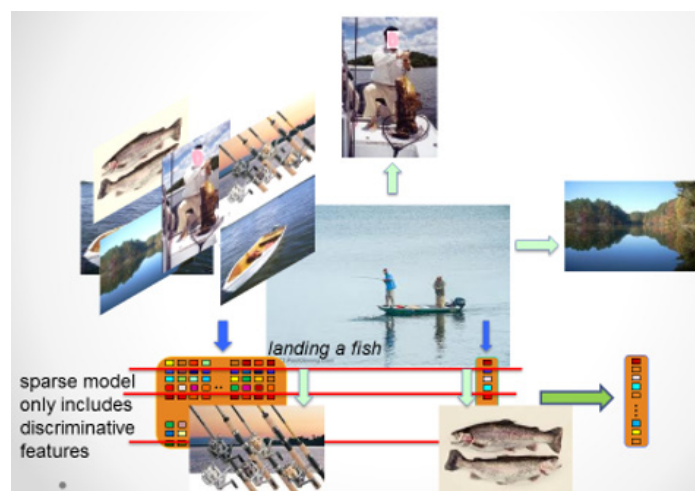 landing a fish
sparse model
only includes
discriminative
features